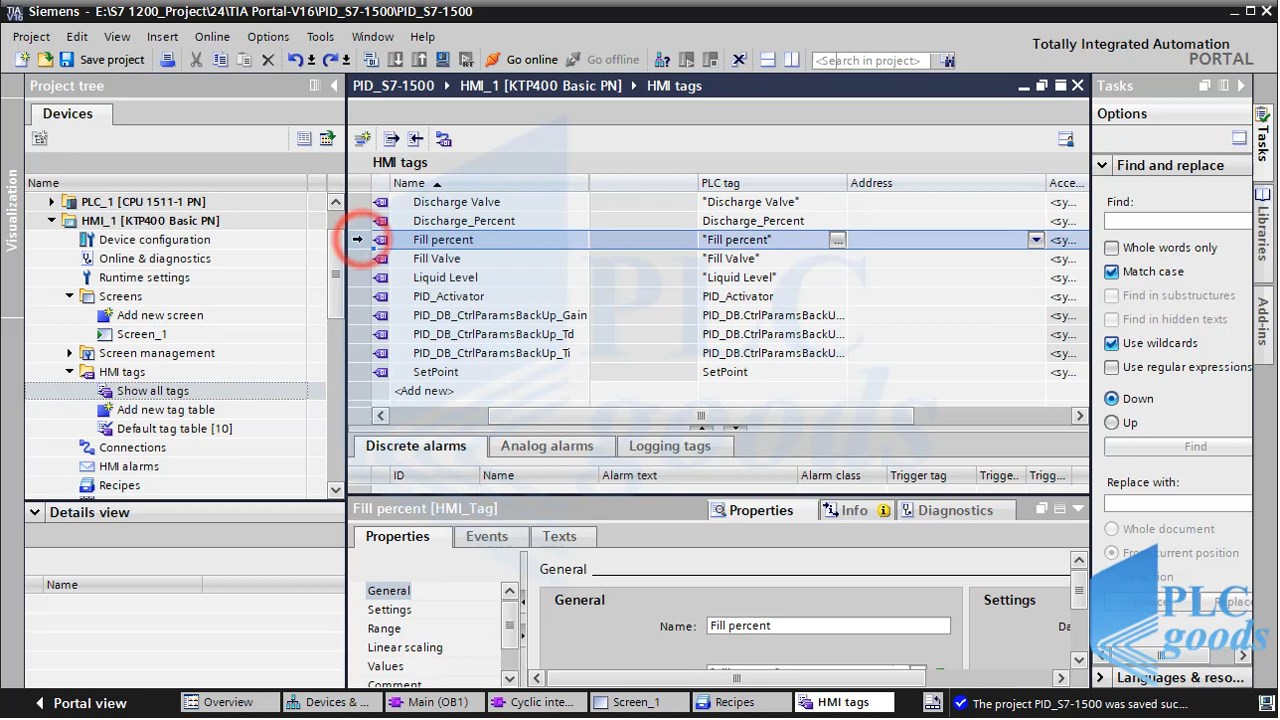 Siemens - E:\S7 1200_Project\24\TIA Portal-V16\PID_S7-1500\PID_S7-1500
Project Edit View Insert Online Options Tools Window Help
Totally Integrated Automation
PORTAL
Save project
Go online
Go offline
<Search in project>
Project tree
PID_S7-1500 HMI_1 [KTP400 Basic PN] HMI tags
Tasks
Devices
Options
Visualization
Tasks
Libraries
Add-ins
Name
PLC_1 [CPU 1511-1 PN]
HMI_1 [KTP400 Basic PN]
Device configuration
Online & diagnostics
Runtime settings
Screens
Add new screen
Screen_1
Screen management
HMI tags
Show all tags
Add new tag table
Default tag table [10]
Connections
HMI alarms
Recipes
Details view
Name
HMI tags
Name PLC tag Address Acce...
Discharge Valve "Discharge Valve" <sy...
Discharge_Percent Discharge_Percent <sy...
Fill percent "Fill percent" ... <sy...
Fill Valve "Fill Valve" <sy...
Liquid Level "Liquid Level" <sy...
PID_Activator PID_Activator <sy...
PID_DB_CtrlParamsBackUp_Gain PID_DB.CtrlParamsBackU... <sy...
PID_DB_CtrlParamsBackUp_Td PID_DB.CtrlParamsBackU... <sy...
PID_DB_CtrlParamsBackUp_Ti PID_DB.CtrlParamsBackU... <sy...
SetPoint SetPoint <sy...
<Add new>
Discrete alarms Analog alarms Logging tags
ID Name Alarm text Alarm class Trigger tag Trigge.. Trig...
Fill percent [HMI_Tag]
Properties Info Diagnostics
Properties Events Texts
General
Settings
Range
Linear scaling
Values
Comment
General
General
Name: Fill percent
Settings
Da
Find and replace
Find:
Whole words only
Match case
Find in substructures
Find in hidden texts
Use wildcards
Use regular expressions
Down
Up
Find
Replace with:
Whole document
From current position
Selection
Replace
Languages & reso...
PLC
goods
PLC
goods
Portal view Overview Devices & ... Main (OB1) Cyclic inte... Screen_1 Recipes HMI tags The project PID_S7-1500 was saved suc...